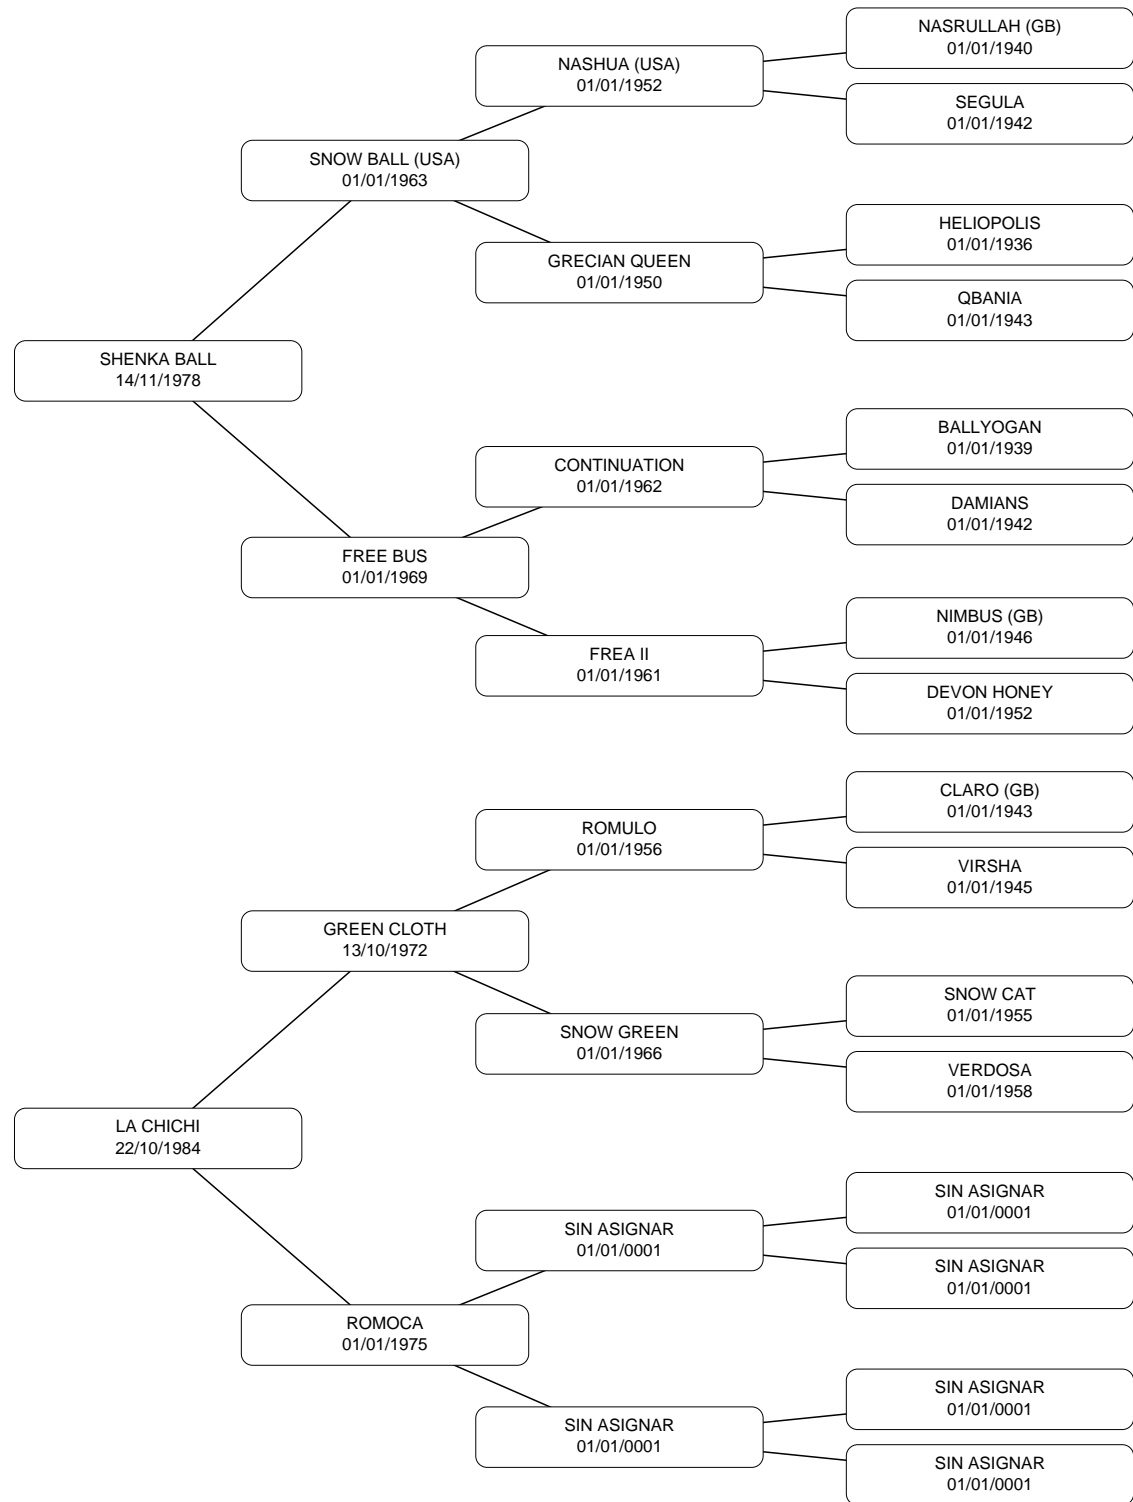 NASRULLAH (GB)
01/01/1940
NASHUA (USA)
01/01/1952
SEGULA
01/01/1942
SNOW BALL (USA)
01/01/1963
HELIOPOLIS
01/01/1936
GRECIAN QUEEN
01/01/1950
QBANIA
01/01/1943
SHENKA BALL
14/11/1978
BALLYOGAN
01/01/1939
CONTINUATION
01/01/1962
DAMIANS
01/01/1942
FREE BUS
01/01/1969
NIMBUS (GB)
01/01/1946
FREA II
01/01/1961
DEVON HONEY
01/01/1952
CLARO (GB)
01/01/1943
ROMULO
01/01/1956
VIRSHA
01/01/1945
GREEN CLOTH
13/10/1972
SNOW CAT
01/01/1955
SNOW GREEN
01/01/1966
VERDOSA
01/01/1958
LA CHICHI
22/10/1984
SIN ASIGNAR
01/01/0001
SIN ASIGNAR
01/01/0001
SIN ASIGNAR
01/01/0001
ROMOCA
01/01/1975
SIN ASIGNAR
01/01/0001
SIN ASIGNAR
01/01/0001
SIN ASIGNAR
01/01/0001